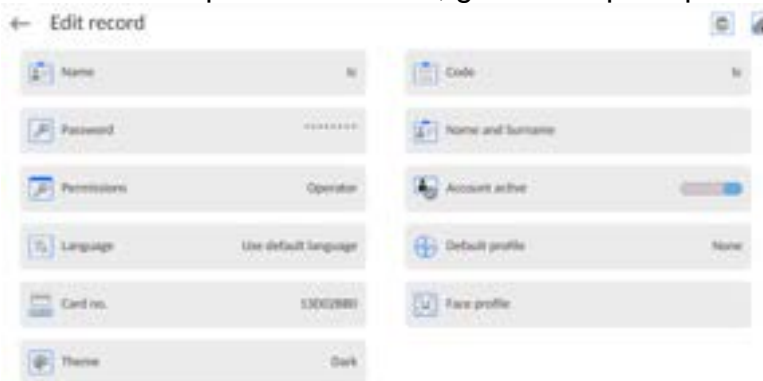 Edit record
Name
Code
Password ********
Name and Surname
Permissions Operator
Account active
Language Use default language
Default profile None
Card no.
Face profile
Theme Dark